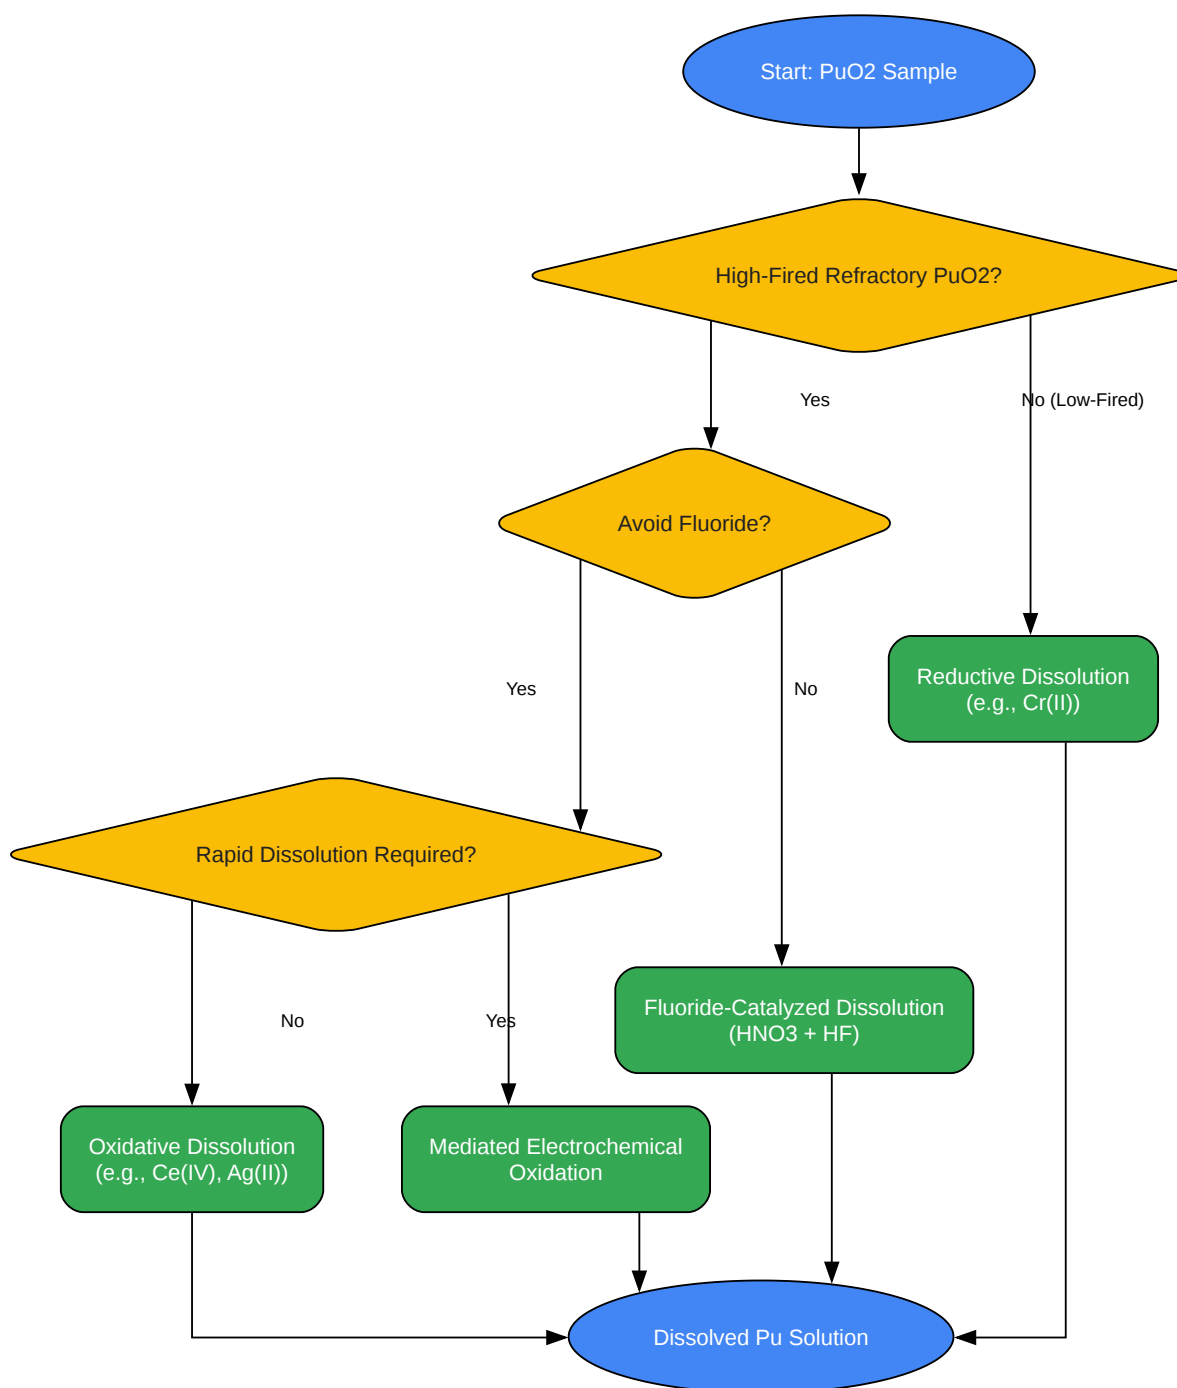 Start: PuO2 Sample
High-Fired Refractory PuO2?
Yes
No (Low-Fired)
Avoid Fluoride?
Yes
No
Reductive Dissolution
(e.g., Cr(II))
Rapid Dissolution Required?
No
Yes
Fluoride-Catalyzed Dissolution
(HNO3 + HF)
Oxidative Dissolution
(e.g., Ce(IV), Ag(II))
Mediated Electrochemical
Oxidation
Dissolved Pu Solution